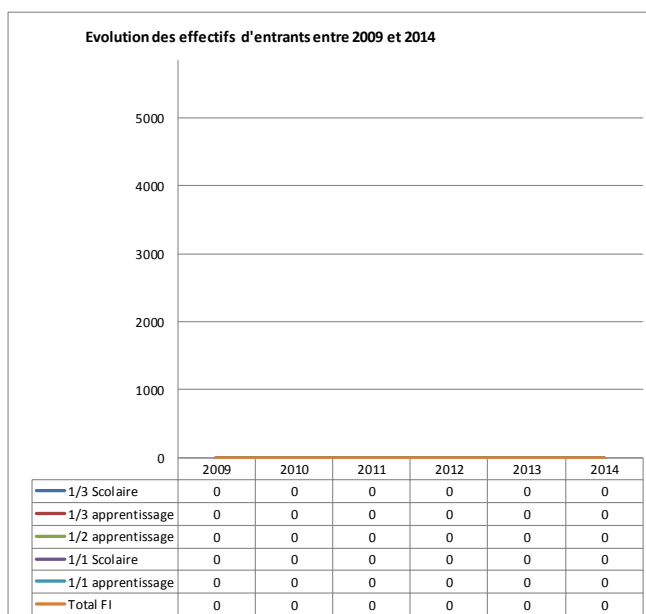 Evolution des effectifs d'entrants entre 2009 et 2014
5000
4000
3000
2000
1000
0
2009 2010 2011 2012 2013 2014
1/3 Scolaire 0 0 0 0 0 0
1/3 apprentissage 0 0 0 0 0 0
1/2 apprentissage 0 0 0 0 0 0
1/1 Scolaire 0 0 0 0 0 0
1/1 apprentissage 0 0 0 0 0 0
Total FI 0 0 0 0 0 0